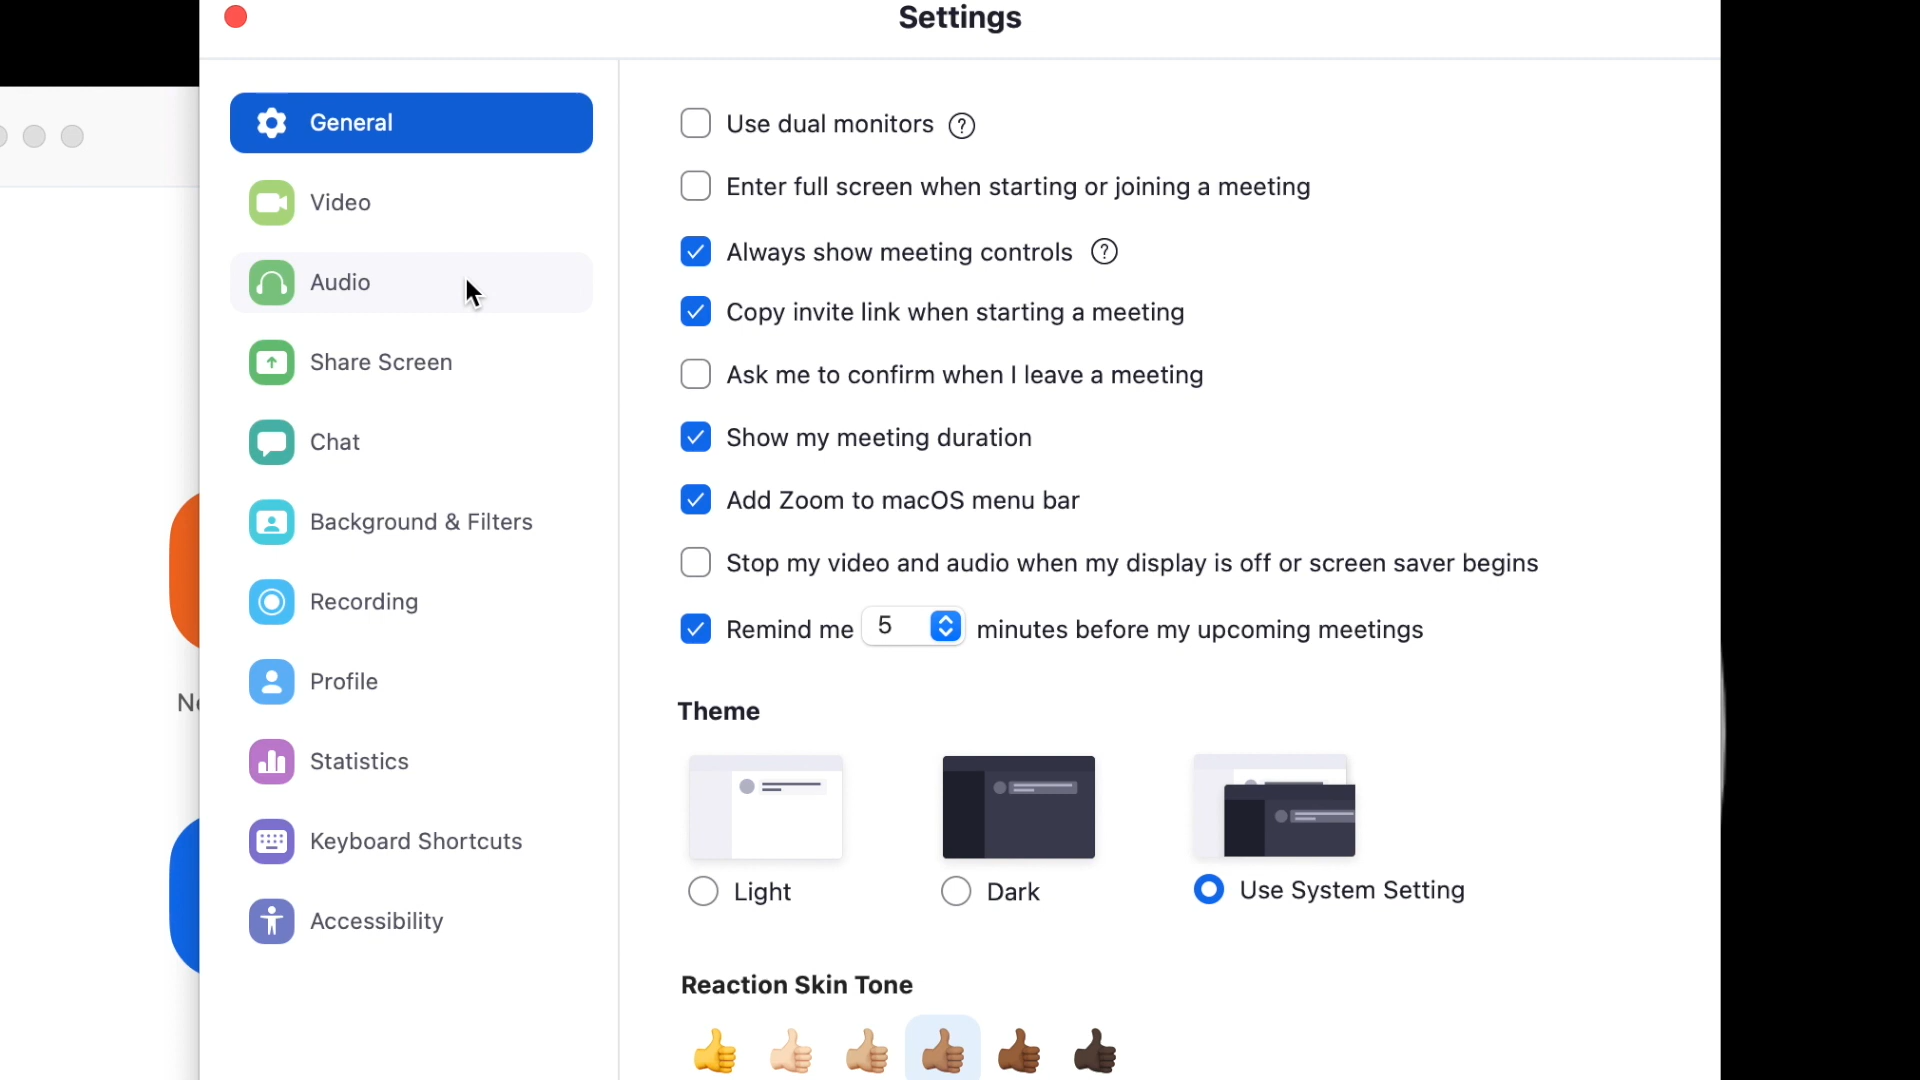 Settings
General
Video
Audio
Share Screen
Chat
Background & Filters
Recording
Profile
Statistics
Keyboard Shortcuts
Accessibility
Use dual monitors ?
Enter full screen when starting or joining a meeting
Always show meeting controls ?
Copy invite link when starting a meeting
Ask me to confirm when I leave a meeting
Show my meeting duration
Add Zoom to macOS menu bar
Stop my video and audio when my display is off or screen saver begins
Remind me 5 minutes before my upcoming meetings
Theme
Light
Dark
Use System Setting
Reaction Skin Tone